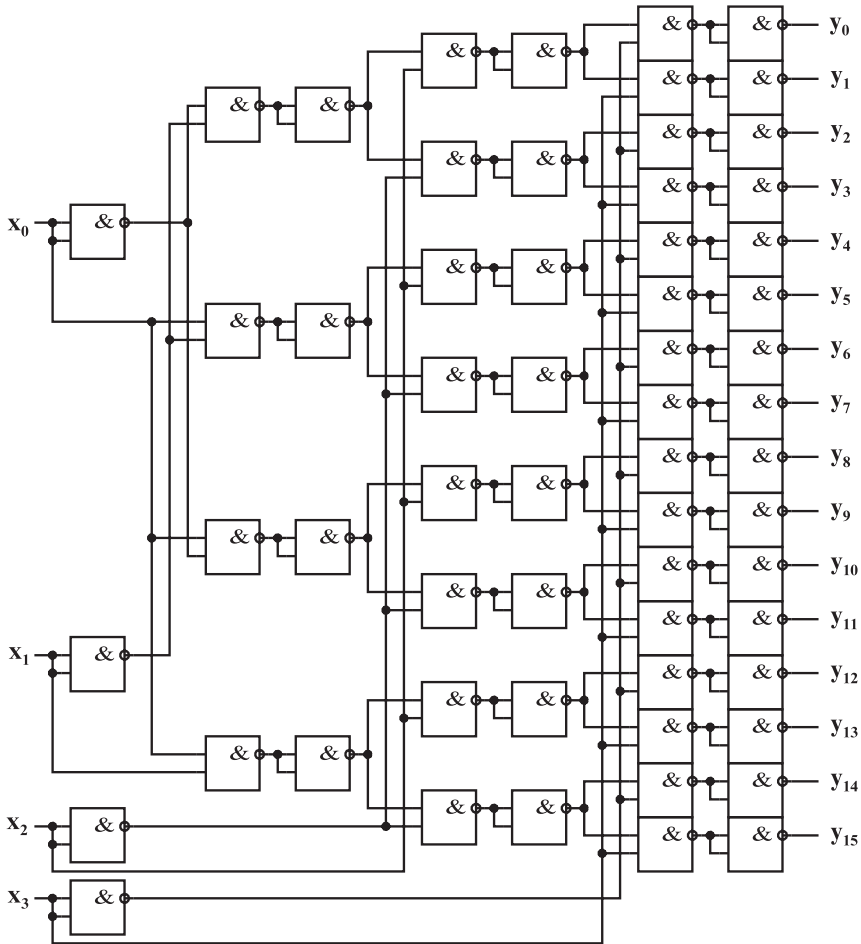 & & y₀
& &
& & y₁
& &
& & y₂
& &
& & y₃
x₀ &
& & y₄
& &
& & y₅
& &
& & y₆
& &
& & y₇
& & y₈
& &
& & y₉
& &
& & y₁₀
& &
& & y₁₁
x₁ &
& & y₁₂
& &
& & y₁₃
& &
& & y₁₄
& &
x₂ &
& & y₁₅
x₃ &